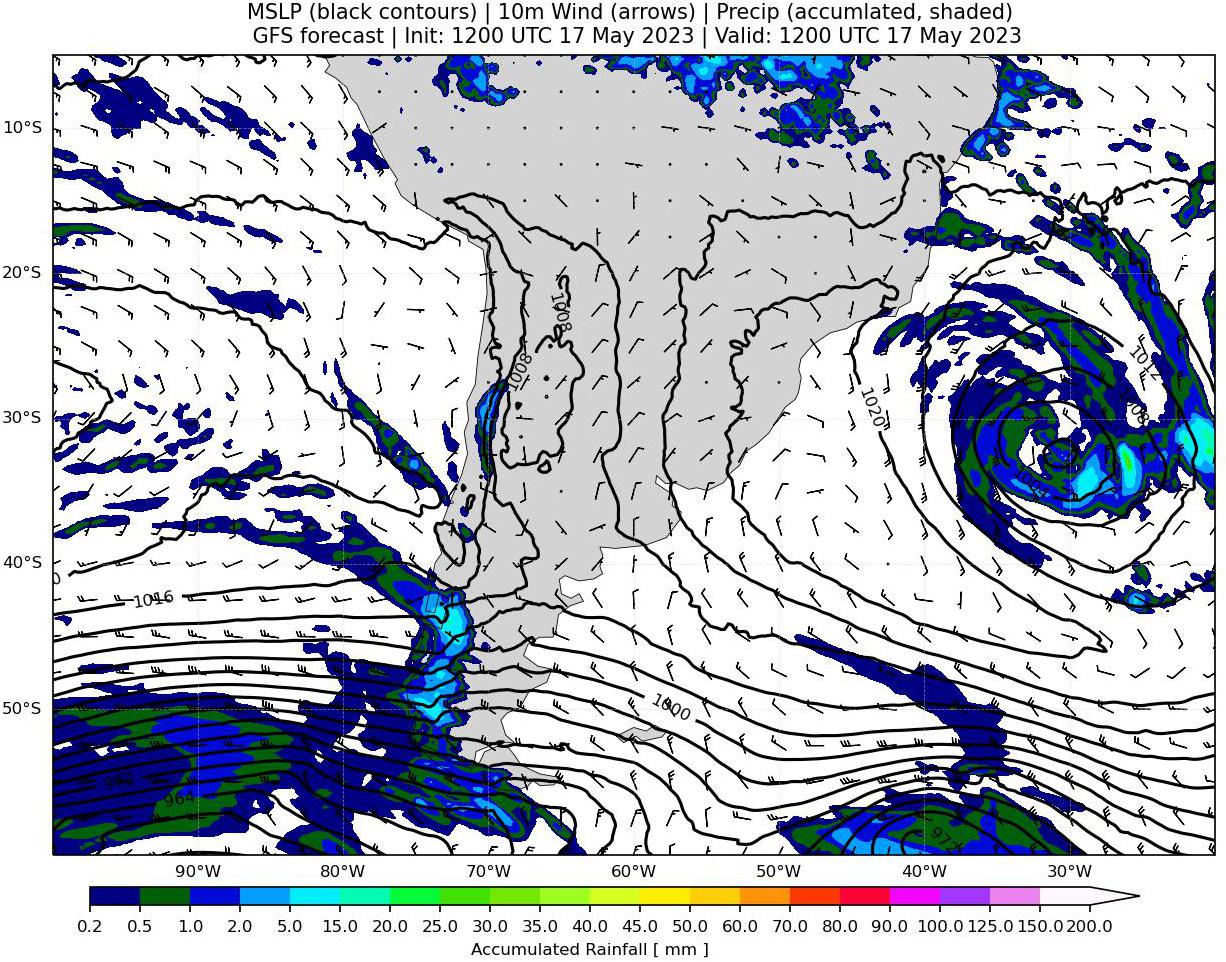 MSLP (black contours) | 10m Wind (arrows) | Precip (accumlated, shaded)
GFS forecast | Init: 1200 UTC 17 May 2023 | Valid: 1200 UTC 17 May 2023
10°S
20°S
1008
1012
1008
1008
1020
30°S
40°S
1016
50°S
1000
964
90°W 80°W 70°W 60°W 50°W 40°W 30°W
0.2 0.5 1.0 2.0 5.0 10.0 15.0 20.0 25.0 30.0 35.0 40.0 45.0 50.0 60.0 70.0 80.0 90.0 100.0 125.0 150.0 200.0
Accumulated Rainfall [ mm ]